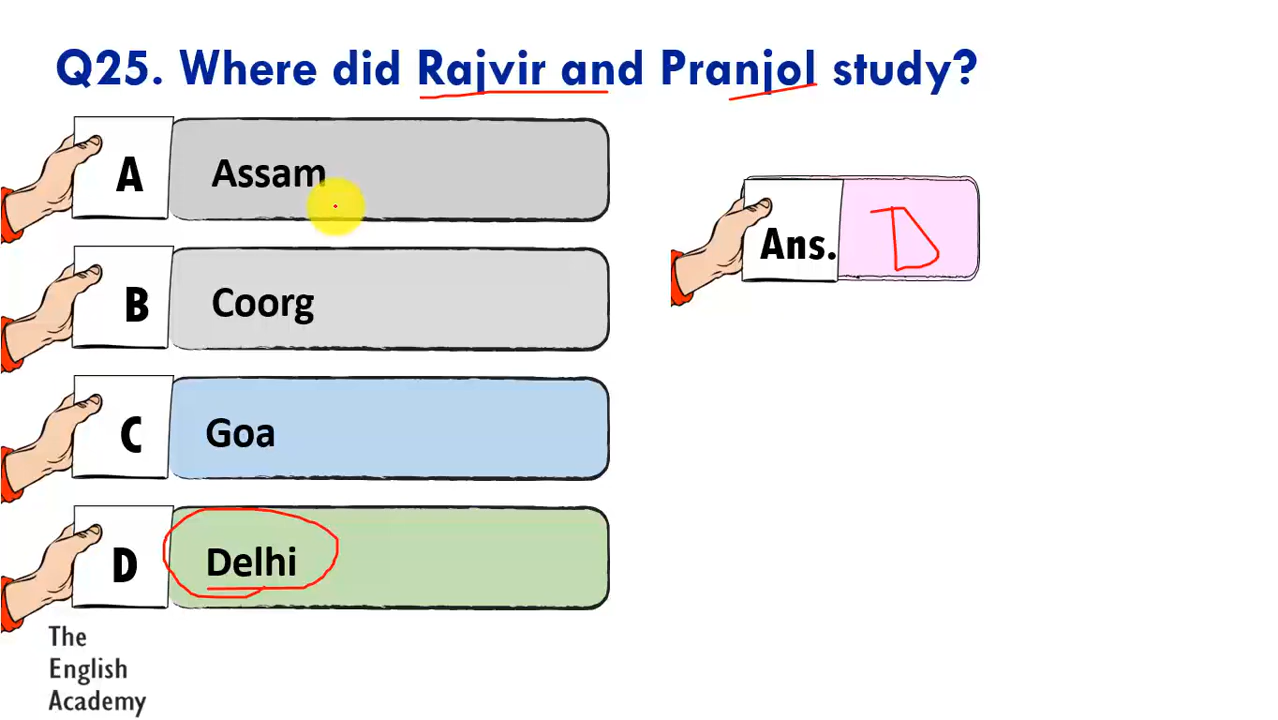 Q25. Where did Rajvir and Pranjol study?
A Assam
B Coorg
C Goa
D Delhi
Ans. D
The
English
Academy